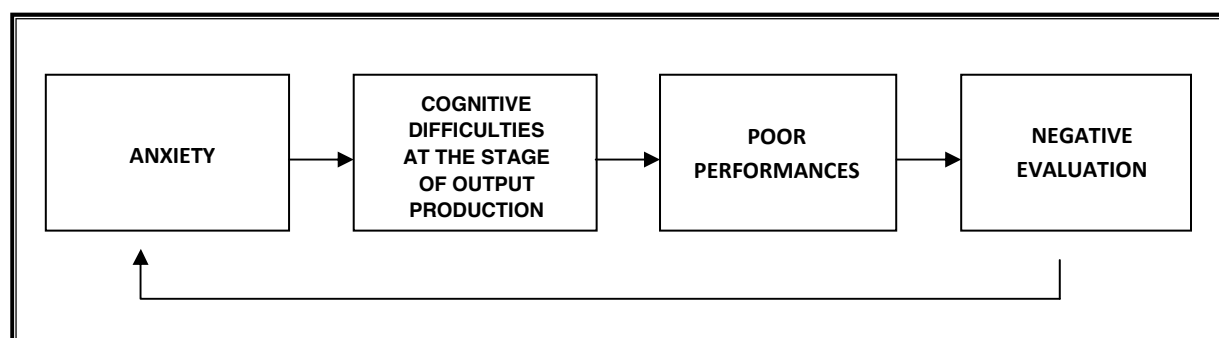 ANXIETY
COGNITIVE
DIFFICULTIES
AT THE STAGE
OF OUTPUT
PRODUCTION
POOR
PERFORMANCES
NEGATIVE
EVALUATION